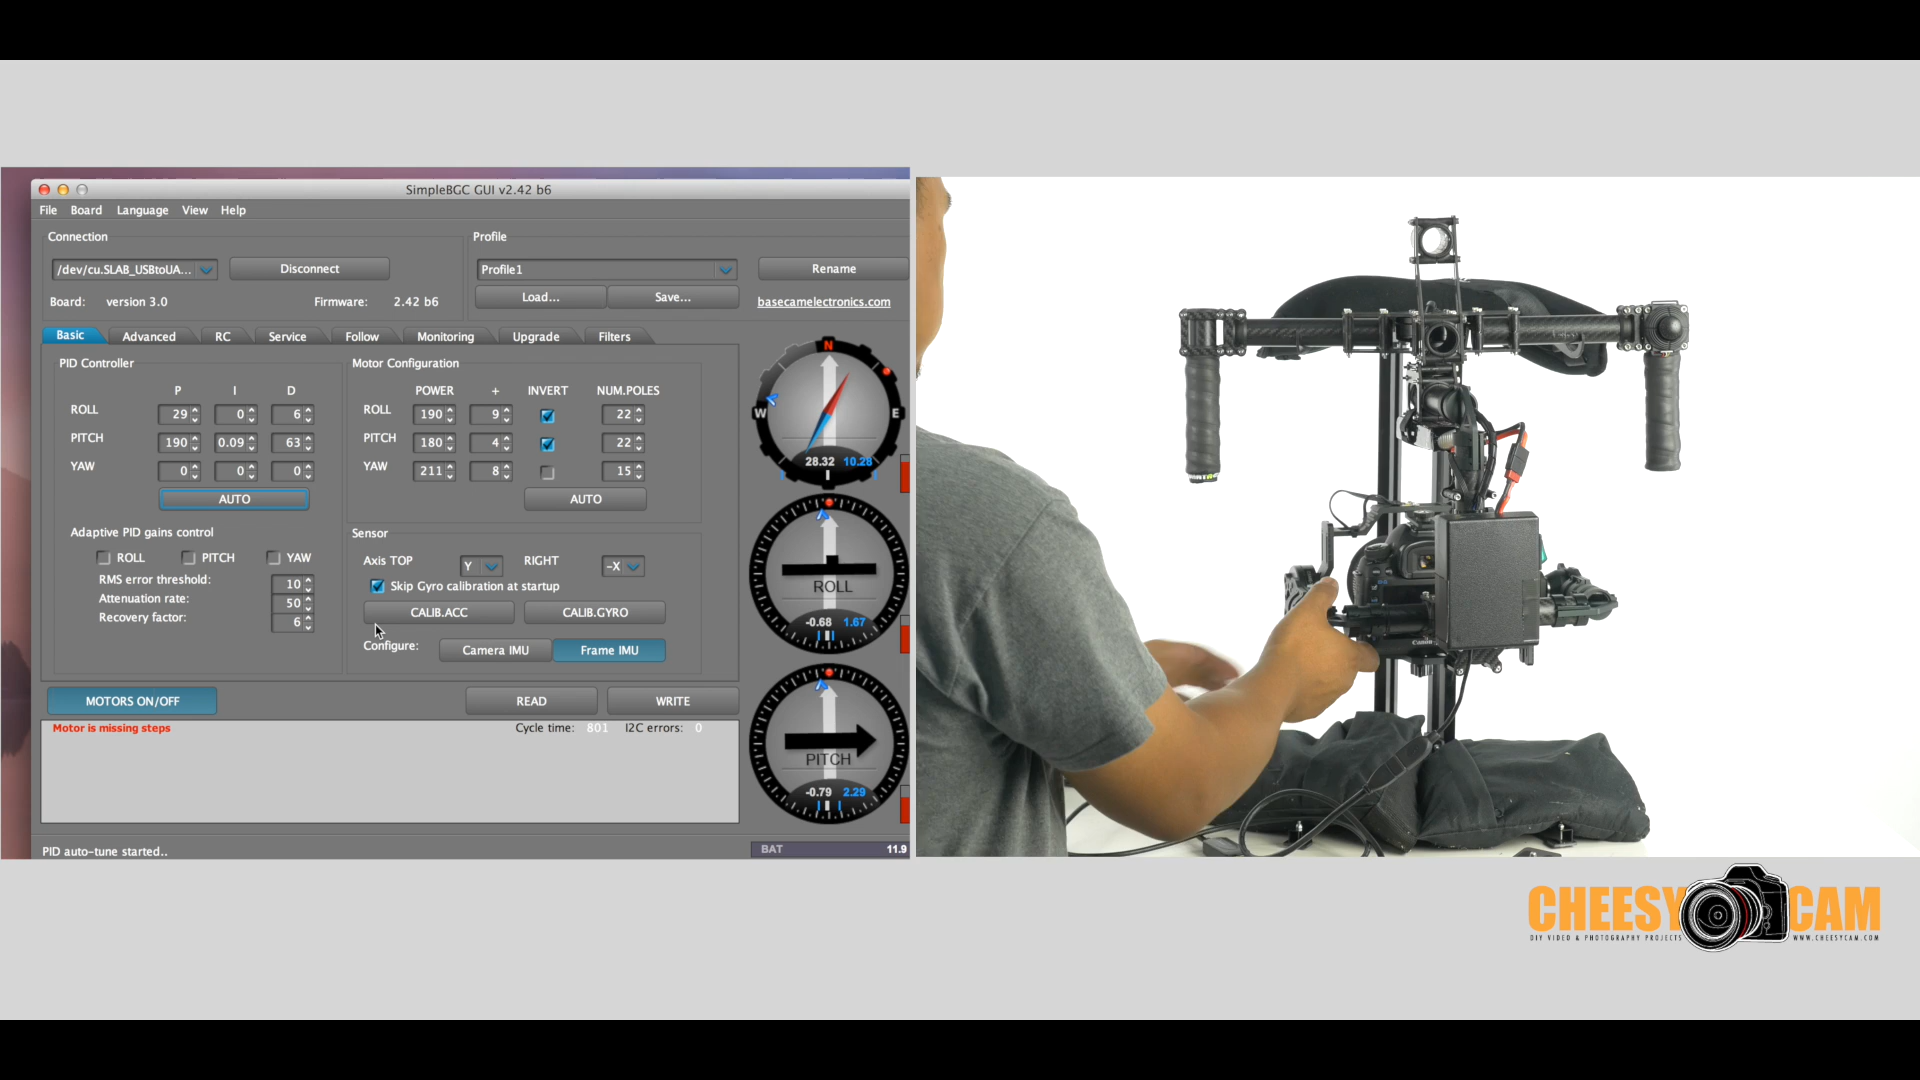 SimpleBGC GUI v2.42 b6
File Board Language View Help
Connection
Profile
/dev/cu.SLAB_USBtoUA... Disconnect
Profile1 Rename
Load... Save...
Board: version 3.0 Firmware: 2.42 b6
basecamelectronics.com
Basic Advanced RC Service Follow Monitoring Upgrade Filters
PID Controller
P I D
ROLL 29 0 6
PITCH 190 0.09 63
YAW 0 0 0
AUTO
Motor Configuration
POWER + INVERT NUM.POLES
ROLL 190 9 22
PITCH 180 4 22
YAW 211 8 15
AUTO
Adaptive PID gains control
ROLL PITCH YAW
RMS error threshold: 10
Attenuation rate: 50
Recovery factor: 6
Sensor
Axis TOP Y RIGHT -X
Skip Gyro calibration at startup
CALIB.ACC CALIB.GYRO
Configure: Camera IMU Frame IMU
MOTORS ON/OFF READ WRITE
Motor is missing steps Cycle time: 801 I2C errors: 0
PID auto-tune started..
N
W E
28.32 10.28
ROLL
-0.68 1.67
PITCH
-0.79 2.29
BAT 11.9
Canon
CHEESYCAM
DIY VIDEO & PHOTOGRAPHY PROJECTS WWW.CHEESYCAM.COM